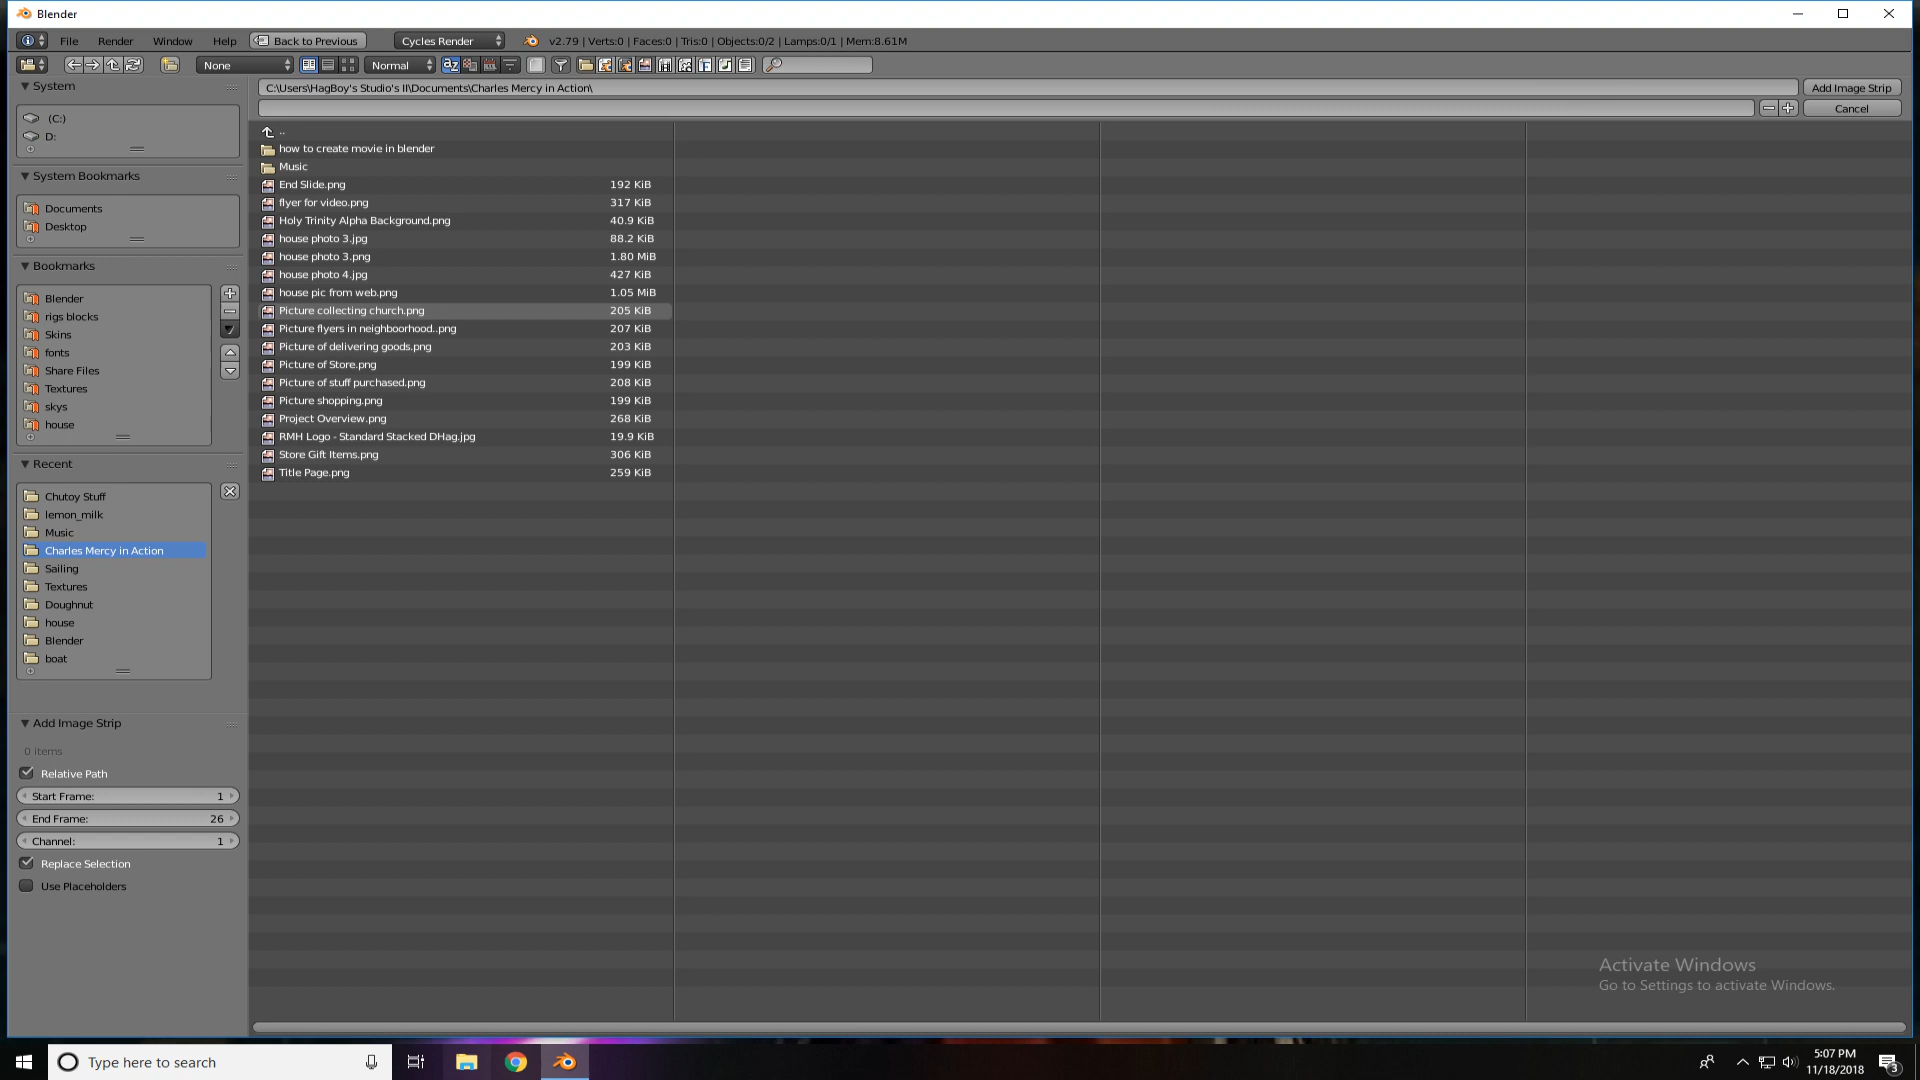 Blender
File Render Window Help Back to Previous Cycles Render v2.79 | Verts:0 | Faces:0 | Tris:0 | Objects:0/2 | Lamps:0/1 | Mem:8.61M
None Normal
System
C:\Users\HagBoy's Studio's II\Documents\Charles Mercy in Action\ Add Image Strip
Cancel
(C:)
D:
System Bookmarks
Documents
Desktop
Bookmarks
Blender
rigs blocks
Skins
fonts
Share Files
Textures
skys
house
Recent
Chutoy Stuff
lemon_milk
Music
Charles Mercy in Action
Sailing
Textures
Doughnut
house
Blender
boat
Add Image Strip
0 items
Relative Path
Start Frame: 1
End Frame: 26
Channel: 1
Replace Selection
Use Placeholders
..
how to create movie in blender
Music
End Slide.png 192 KiB
flyer for video.png 317 KiB
Holy Trinity Alpha Background.png 40.9 KiB
house photo 3.jpg 88.2 KiB
house photo 3.png 1.80 MiB
house photo 4.jpg 427 KiB
house pic from web.png 1.05 MiB
Picture collecting church.png 205 KiB
Picture flyers in neighboorhood..png 207 KiB
Picture of delivering goods.png 203 KiB
Picture of Store.png 199 KiB
Picture of stuff purchased.png 208 KiB
Picture shopping.png 199 KiB
Project Overview.png 268 KiB
RMH Logo - Standard Stacked DHag.jpg 19.9 KiB
Store Gift Items.png 306 KiB
Title Page.png 259 KiB
Activate Windows
Go to Settings to activate Windows.
Type here to search
5:07 PM
11/18/2018
3